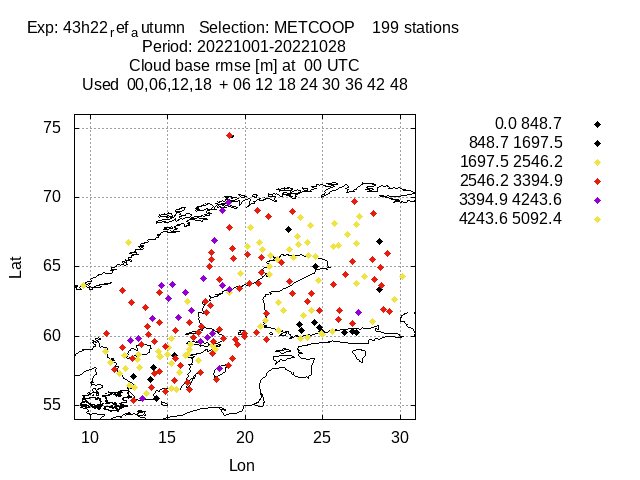 Exp: 43h22ref autumn Selection: METCOOP 199 stations
Period: 20221001-20221028
Cloud base rmse [m] at 00 UTC
Used 00,06,12,18 + 06 12 18 24 30 36 42 48
0.0 848.7
848.7 1697.5
1697.5 2546.2
2546.2 3394.9
3394.9 4243.6
4243.6 5092.4
75
70
65
60
55
Lat
10 15 20 25 30
Lon